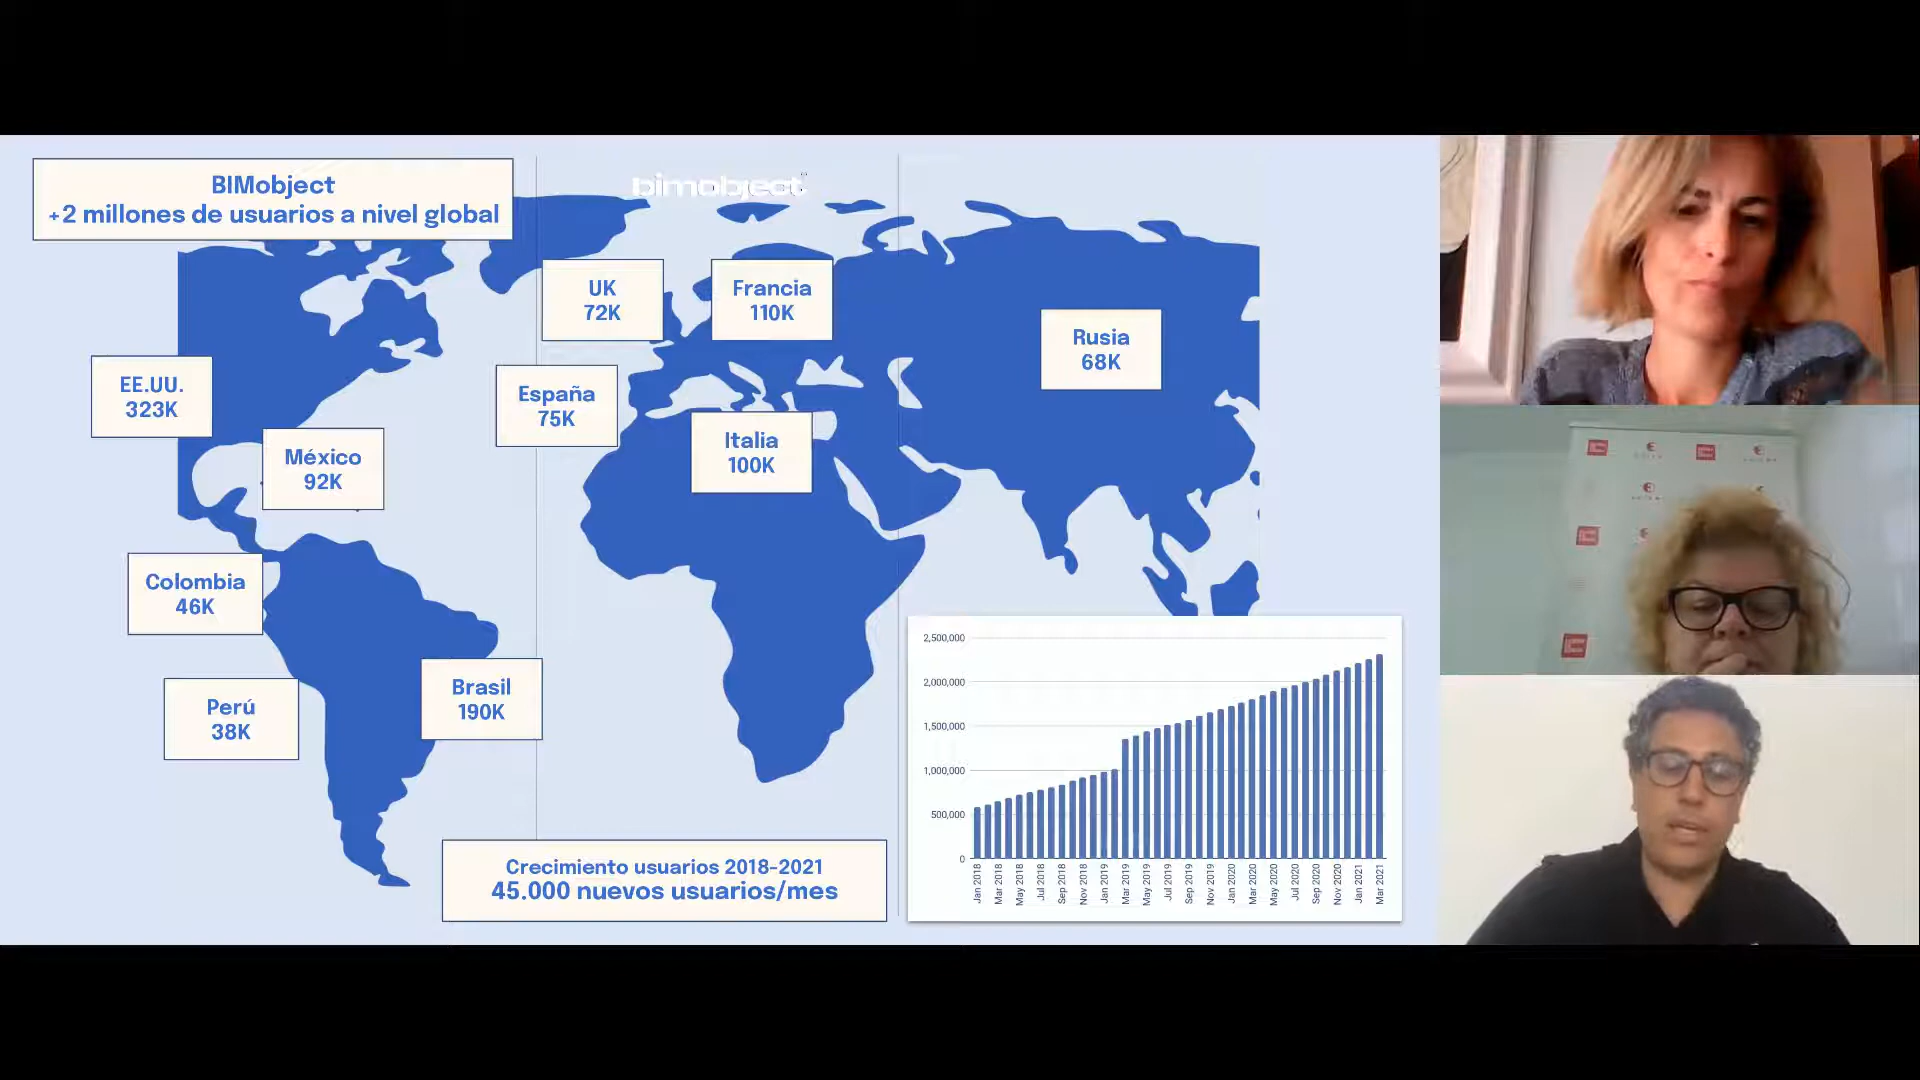 BIMobject
+2 millones de usuarios a nivel global
bimobject
UK
72K
Francia
110K
Rusia
68K
EE.UU.
323K
España
75K
Italia
100K
México
92K
Colombia
46K
Perú
38K
Brasil
190K
Crecimiento usuarios 2018-2021
45.000 nuevos usuarios/mes
2,500,000
2,000,000
1,500,000
1,000,000
500,000
0
Jan 2018
Mar 2018
May 2018
Jul 2018
Sep 2018
Nov 2018
Jan 2019
Mar 2019
May 2019
Jul 2019
Sep 2019
Nov 2019
Jan 2020
Mar 2020
May 2020
Jul 2020
Sep 2020
Nov 2020
Jan 2021
Mar 2021